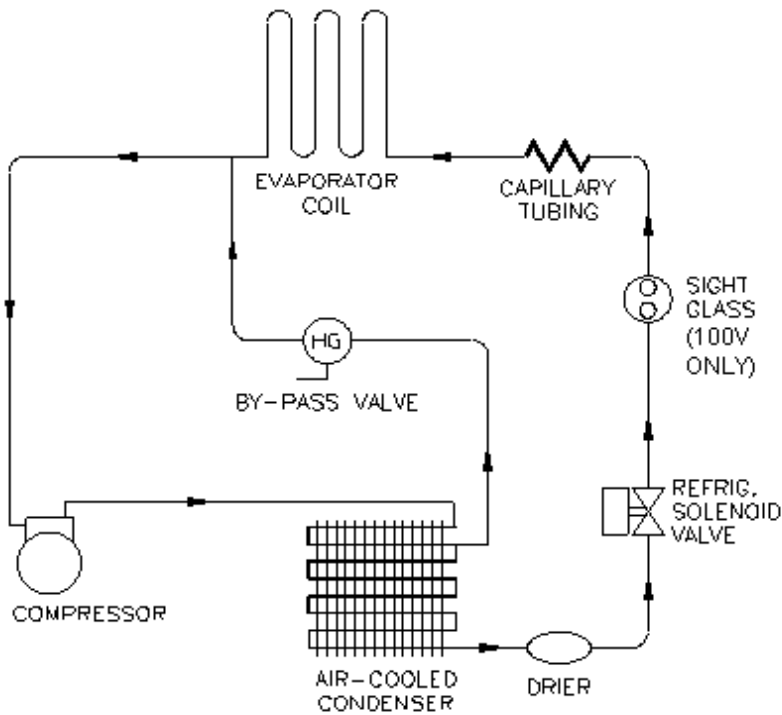 EVAPORATOR
COIL
CAPILLARY
TUBING
SIGHT
GLASS
(100V
ONLY)
HG
BY-PASS VALVE
REFRIG.
SOLENOID
VALVE
COMPRESSOR
AIR-COOLED
CONDENSER
DRIER